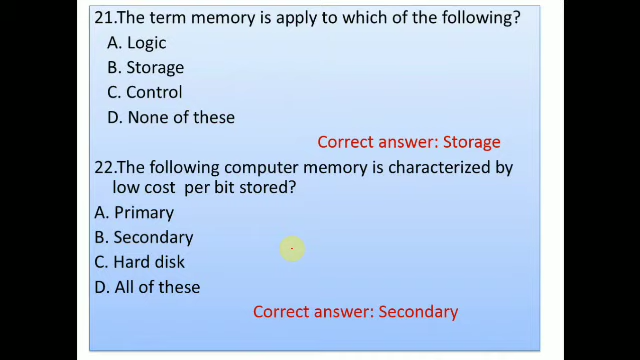 21.The term memory is apply to which of the following?
A. Logic
B. Storage
C. Control
D. None of these
Correct answer: Storage
22.The following computer memory is characterized by
low cost per bit stored?
A. Primary
B. Secondary
C. Hard disk
D. All of these
Correct answer: Secondary